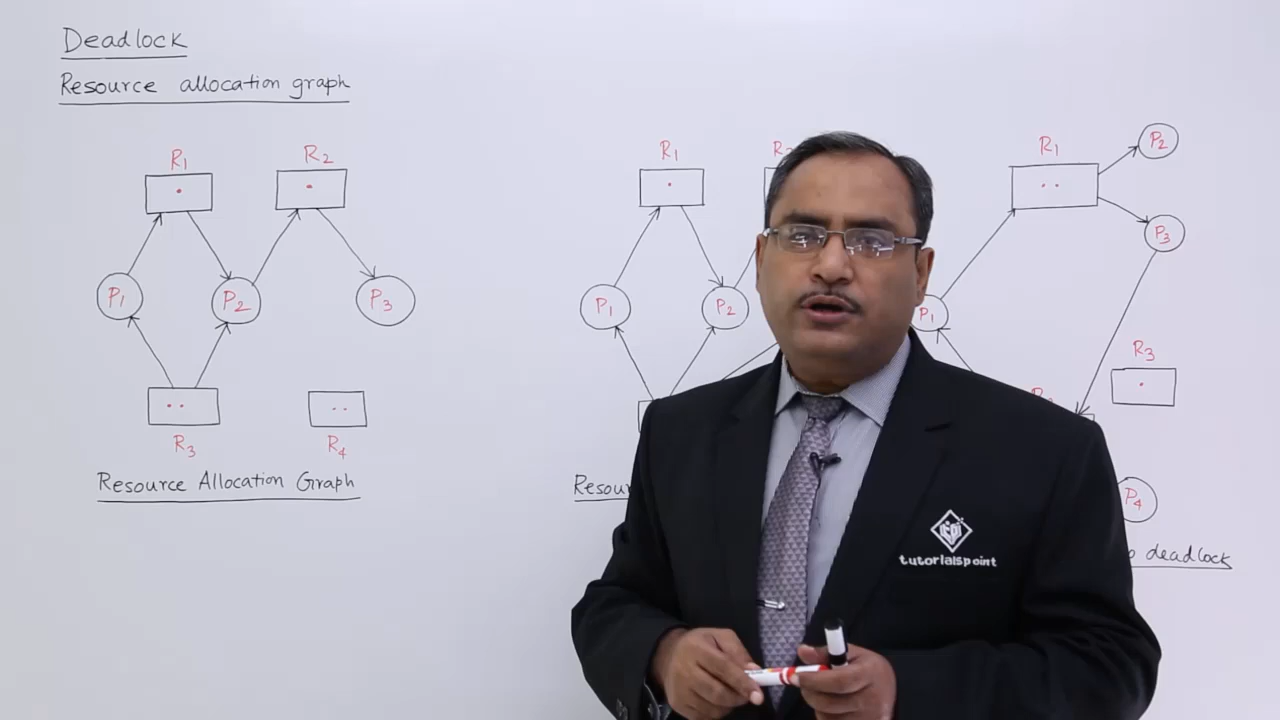 Deadlock
Resource allocation graph
R1 R2
P1 P2 P3
R3 R4
Resource Allocation Graph
R1
P1 P2
R1 P2
P3
P1
R3
P4
deadlock
tutorialspoint